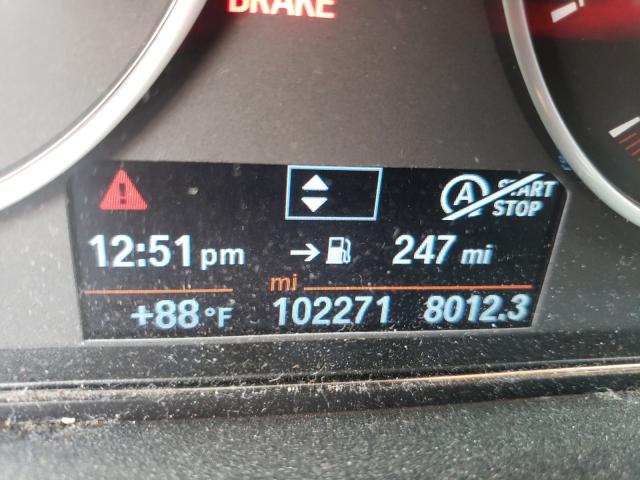 BRAKE
A START
STOP
12:51 pm 247 mi
mi
+88 °F 102271 8012.3